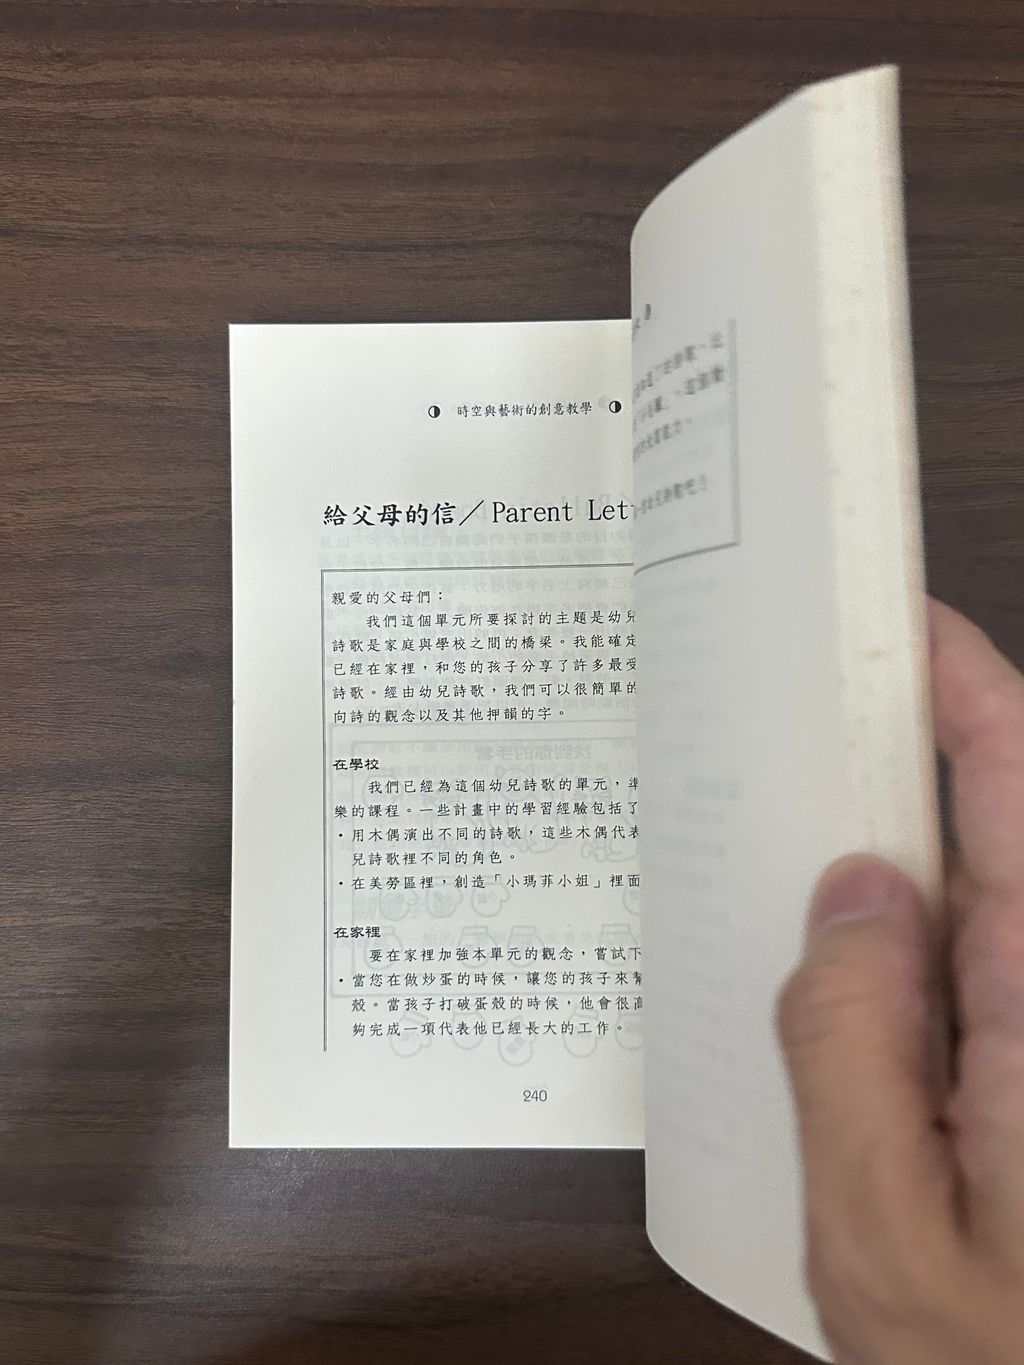 時空與藝術的創意教學
給父母的信／Parent Let
親愛的父母們：
我們這個單元所要探討的主題是幼兒
詩歌是家庭與學校之間的橋梁。我能確定
已經在家裡，和您的孩子分享了許多最受
詩歌。經由幼兒詩歌，我們可以很簡單的
向詩的觀念以及其他押韻的字。
在學校
我們已經為這個幼兒詩歌的單元，準
樂的課程。一些計畫中的學習經驗包括了
・用木偶演出不同的詩歌，這些木偶代表
兒詩歌裡不同的角色。
・在美勞區裡，創造「小瑪菲小姐」裡面
在家裡
要在家裡加強本單元的觀念，嘗試下
・當您在做炒蛋的時候，讓您的孩子來幫
殼。當孩子打破蛋殼的時候，他會很高
夠完成一項代表他已經長大的工作。
240